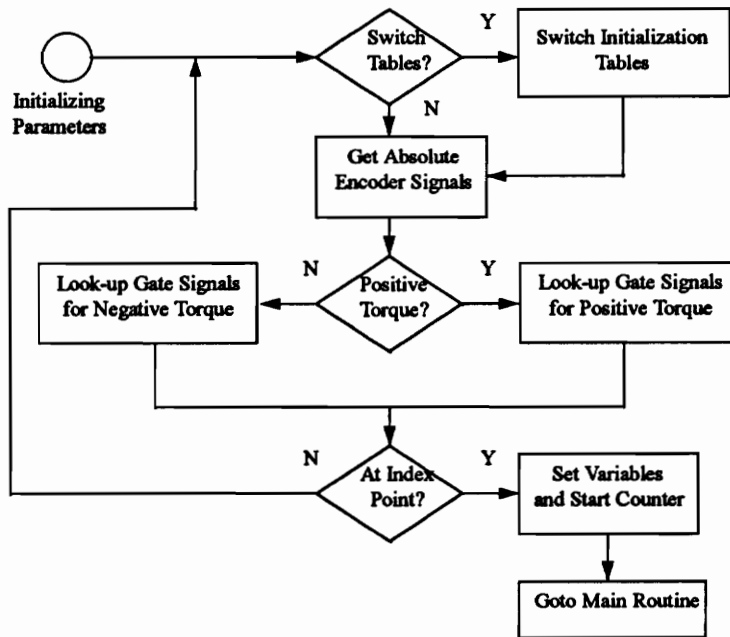 Switch
Tables?
Y
Switch Initialization
Tables
Initializing
Parameters
N
Get Absolute
Encoder Signals
Look-up Gate Signals
for Negative Torque
N
Positive
Torque?
Y
Look-up Gate Signals
for Positive Torque
N
At Index
Point?
Y
Set Variables
and Start Counter
Goto Main Routine